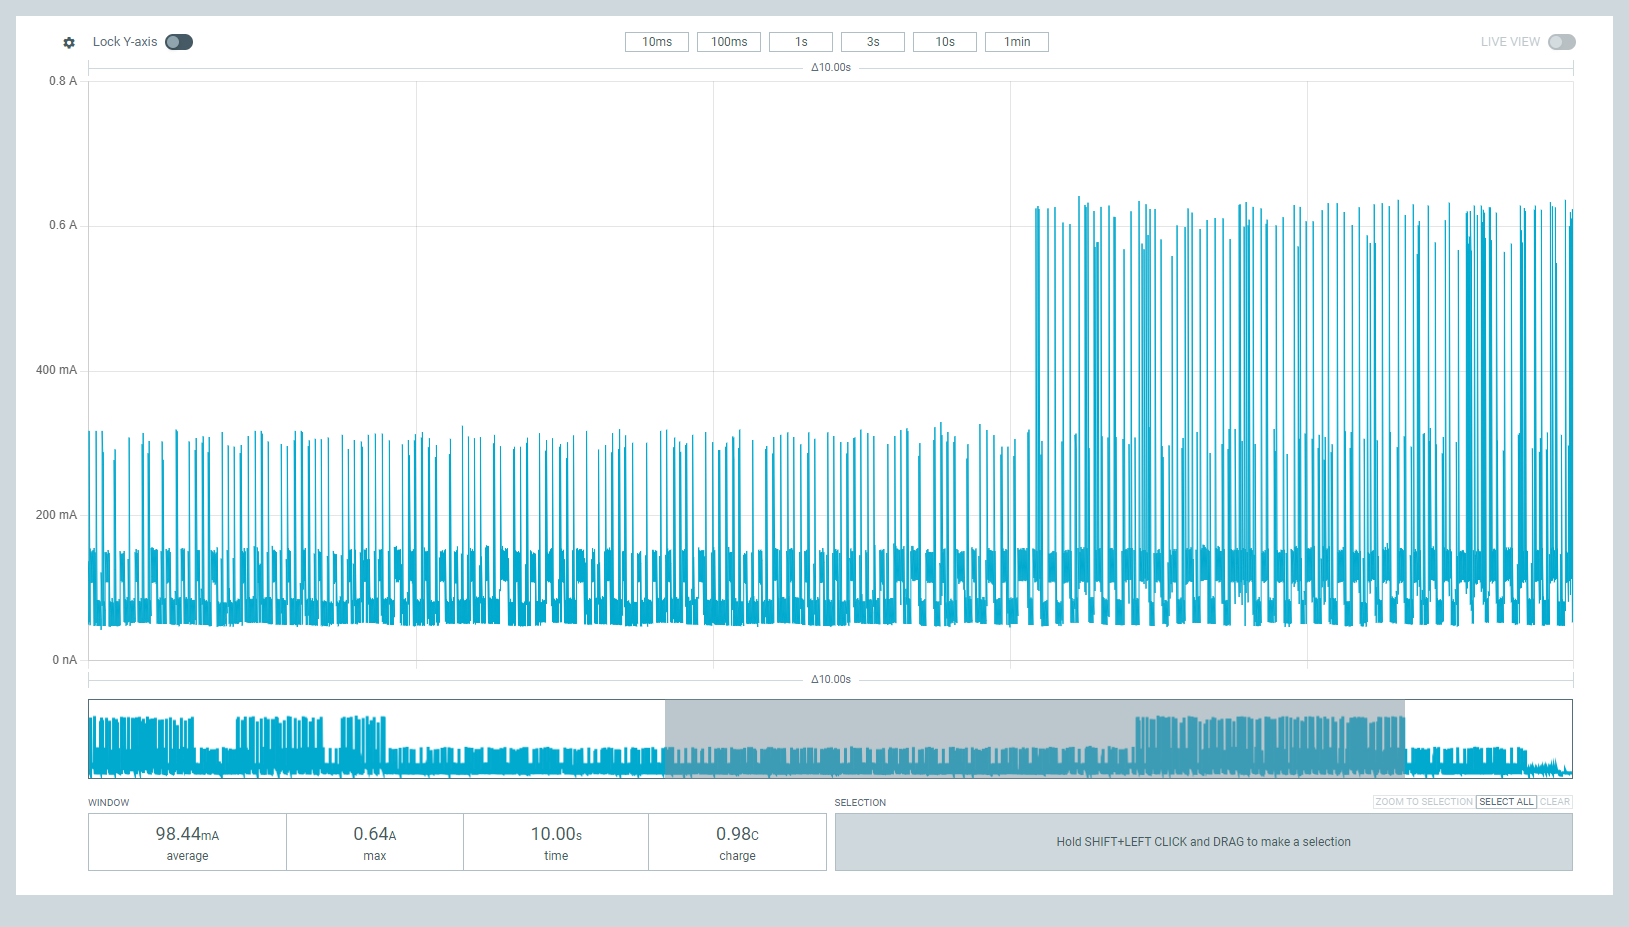 Lock Y-axis
10ms 100ms 1s 3s 10s 1min
LIVE VIEW
Δ10.00s
0.8 A
0.6 A
400 mA
200 mA
0 nA
Δ10.00s
WINDOW
98.44mA 0.64A 10.00s 0.98C
average max time charge
SELECTION
ZOOM TO SELECTION SELECT ALL CLEAR
Hold SHIFT+LEFT CLICK and DRAG to make a selection